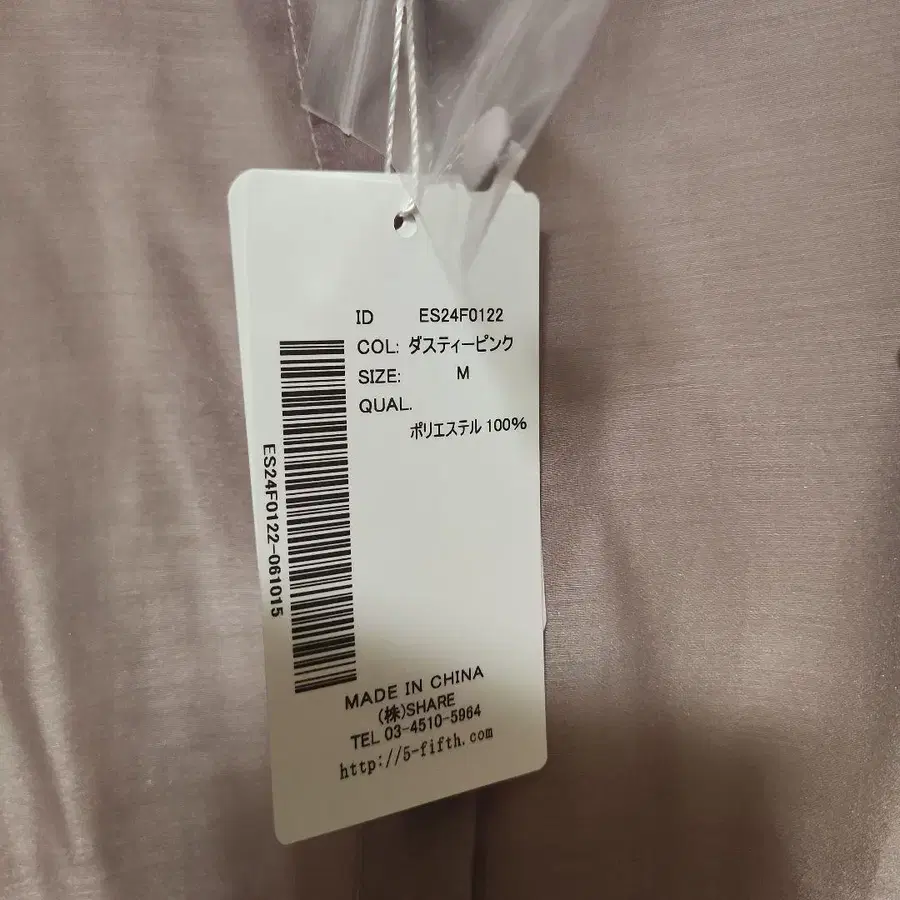 ID ES24F0122
COL: ダスティーピンク
SIZE: M
QUAL.
ポリエステル 100%
ES24F0122-061015
MADE IN CHINA
(株)SHARE
TEL 03-4510-5964
http://5-fifth.com